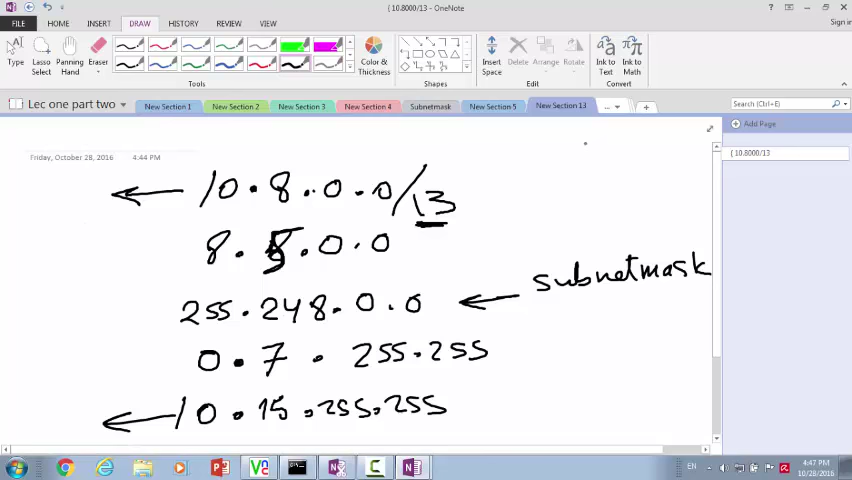 { 10.8000/13 - OneNote
FILE HOME INSERT DRAW HISTORY REVIEW VIEW
Sign in
Type Lasso Select Panning Hand Eraser
Color & Thickness
Insert Space Delete Edit Arrange Rotate
Ink to Text Ink to Math
Tools Shapes Edit Convert
Lec one part two New Section 1 New Section 2 New Section 3 New Section 4 Subnetmask New Section 5 New Section 13 ... +
Search (Ctrl+E)
Add Page
Friday, October 28, 2016 4:44 PM
{ 10.8000/13
10.8.0.0/13
8.5.0.0
255.248.0.0 ← subnetmask
0.7.255.255
10.15.255.255
EN
4:47 PM
10/28/2016